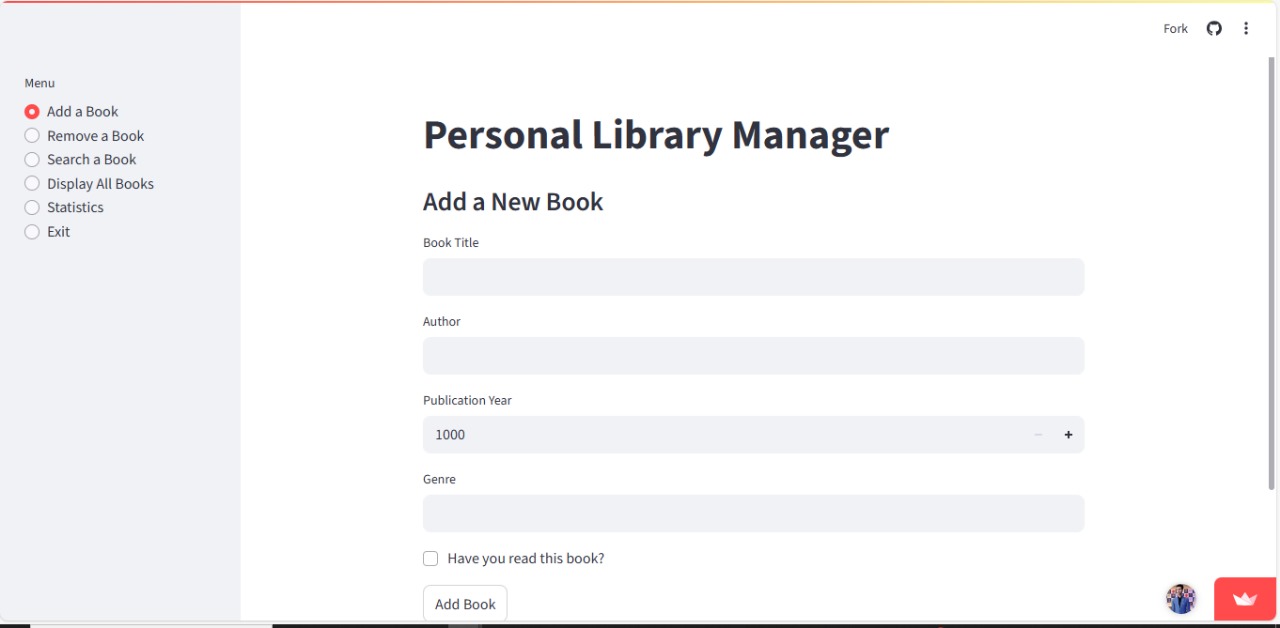 Fork
Menu
Add a Book
Remove a Book
Search a Book
Display All Books
Statistics
Exit
Personal Library Manager
Add a New Book
Book Title
Author
Publication Year
1000
Genre
Have you read this book?
Add Book